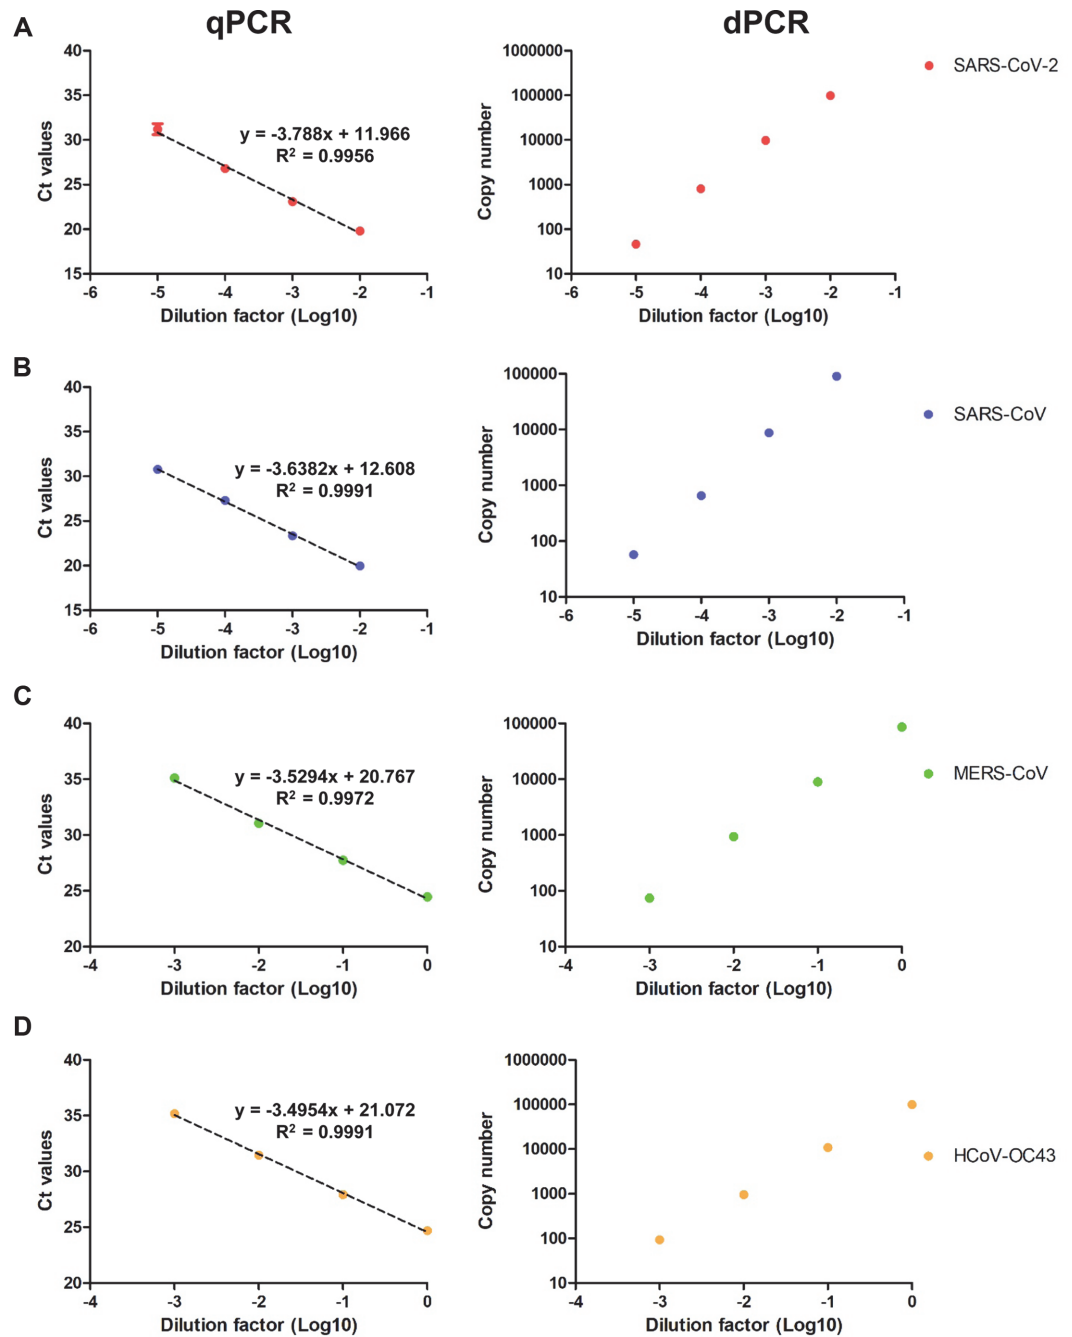 A
qPCR
dPCR
40
35
30
25
20
15
Ct values
y = -3.788x + 11.966
R² = 0.9956
-6 -5 -4 -3 -2 -1
Dilution factor (Log10)
1000000
100000
10000
1000
100
10
Copy number
-6 -5 -4 -3 -2 -1
Dilution factor (Log10)
SARS-CoV-2
B
40
35
30
25
20
15
Ct values
y = -3.6382x + 12.608
R² = 0.9991
-6 -5 -4 -3 -2 -1
Dilution factor (Log10)
100000
10000
1000
100
10
Copy number
-6 -5 -4 -3 -2 -1
Dilution factor (Log10)
SARS-CoV
C
40
35
30
25
20
Ct values
y = -3.5294x + 20.767
R² = 0.9972
-4 -3 -2 -1 0
Dilution factor (Log10)
100000
10000
1000
100
10
Copy number
-4 -3 -2 -1 0
Dilution factor (Log10)
MERS-CoV
D
40
35
30
25
20
Ct values
y = -3.4954x + 21.072
R² = 0.9991
-4 -3 -2 -1 0
Dilution factor (Log10)
1000000
100000
10000
1000
100
10
Copy number
-4 -3 -2 -1 0
Dilution factor (Log10)
HCoV-OC43